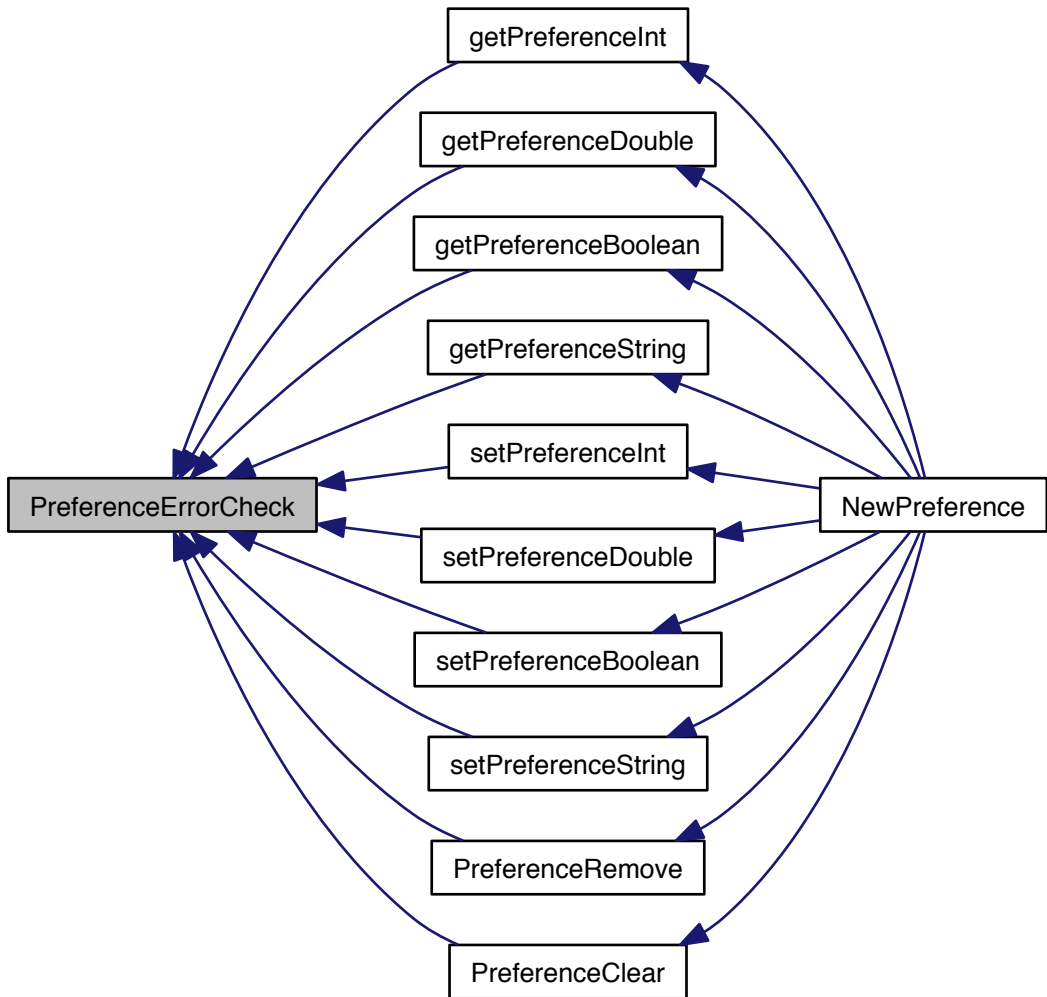 getPreferenceInt
getPreferenceDouble
getPreferenceBoolean
getPreferenceString
setPreferenceInt
PreferenceErrorCheck
NewPreference
setPreferenceDouble
setPreferenceBoolean
setPreferenceString
PreferenceRemove
PreferenceClear